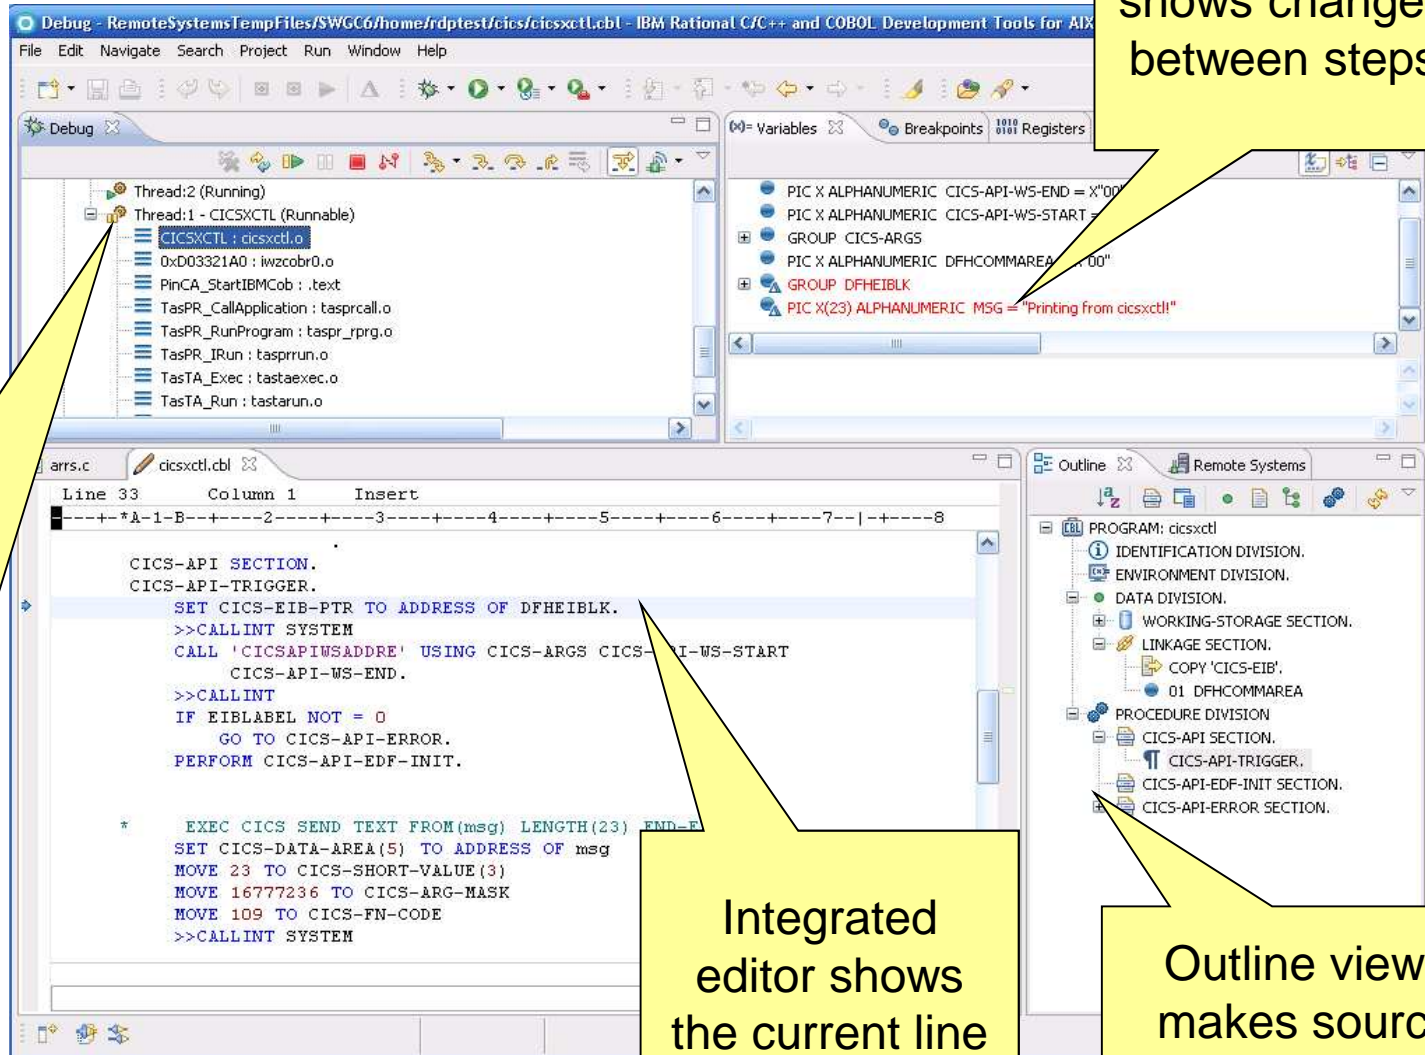 Debug - RemoteSystemsTempFiles/SWGC6/home/rdptest/cics/cicsxctl.cbl - IBM Rational C/C++ and COBOL Development Tools for AIX
shows change
between steps
File Edit Navigate Search Project Run Window Help
Debug
(x)= Variables
Breakpoints
1010 0101 Registers
Thread:2 (Running)
Thread:1 - CICSXCTL (Runnable)
CICSXCTL : cicsxctl.o
0xD03321A0 : iwzcobr0.o
PinCA_StartIBMCob : .text
TasPR_CallApplication : tasprcall.o
TasPR_RunProgram : taspr_rprg.o
TasPR_IRun : tasprrun.o
TasTA_Exec : tastaexec.o
TasTA_Run : tastarun.o
PIC X ALPHANUMERIC CICS-API-WS-END = X"00"
PIC X ALPHANUMERIC CICS-API-WS-START =
GROUP CICS-ARGS
PIC X ALPHANUMERIC DFHCOMMAREA 00"
GROUP DFHEIBLK
PIC X(23) ALPHANUMERIC MSG = "Printing from cicsxctl!"
arrs.c
cicsxctl.cbl
Line 33 Column 1 Insert
----+-*A-1-B--+----2----+----3----+----4----+----5----+----6----+----7--|-+----8
.
CICS-API SECTION.
CICS-API-TRIGGER.
SET CICS-EIB-PTR TO ADDRESS OF DFHEIBLK.
>>CALLINT SYSTEM
CALL 'CICSAPIWSADDRE' USING CICS-ARGS CICS-API-WS-START
CICS-API-WS-END.
>>CALLINT
IF EIBLABEL NOT = 0
GO TO CICS-API-ERROR.
PERFORM CICS-API-EDF-INIT.
* EXEC CICS SEND TEXT FROM(msg) LENGTH(23) END-E
SET CICS-DATA-AREA(5) TO ADDRESS OF msg
MOVE 23 TO CICS-SHORT-VALUE(3)
MOVE 16777236 TO CICS-ARG-MASK
MOVE 109 TO CICS-FN-CODE
>>CALLINT SYSTEM
Outline
Remote Systems
PROGRAM: cicsxctl
IDENTIFICATION DIVISION.
ENVIRONMENT DIVISION.
DATA DIVISION.
WORKING-STORAGE SECTION.
LINKAGE SECTION.
COPY 'CICS-EIB'.
01 DFHCOMMAREA
PROCEDURE DIVISION
CICS-API SECTION.
CICS-API-TRIGGER.
CICS-API-EDF-INIT SECTION.
CICS-API-ERROR SECTION.
Integrated
editor shows
the current line
Outline view
makes sourc